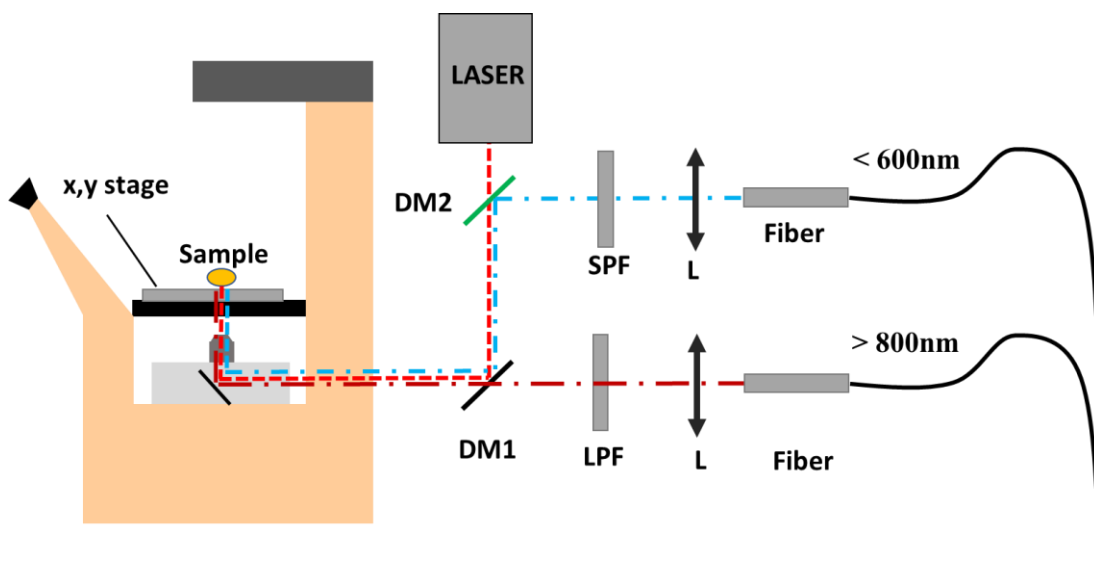 LASER
< 600nm
x,y stage
DM2
Fiber
Sample
SPF
L
> 800nm
DM1
LPF
L
Fiber